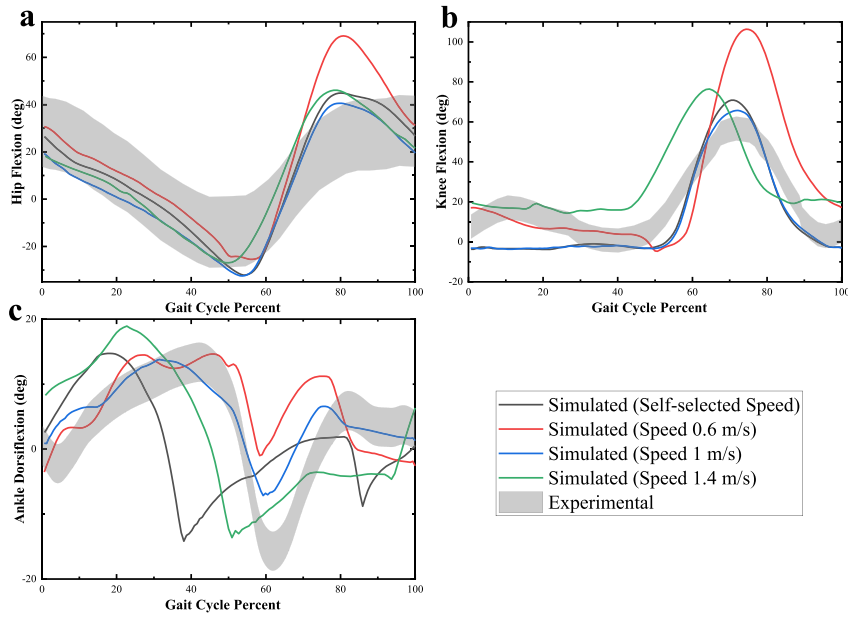 a
Hip Flexion (deg)
60
40
20
0
-20
0
20
40
60
80
100
Gait Cycle Percent
b
Knee Flexion (deg)
100
80
60
40
20
0
-20
0
20
40
60
80
100
Gait Cycle Percent
c
Ankle Dorsiflexion (deg)
20
0
-20
0
20
40
60
80
100
Gait Cycle Percent
Simulated (Self-selected Speed)
Simulated (Speed 0.6 m/s)
Simulated (Speed 1 m/s)
Simulated (Speed 1.4 m/s)
Experimental